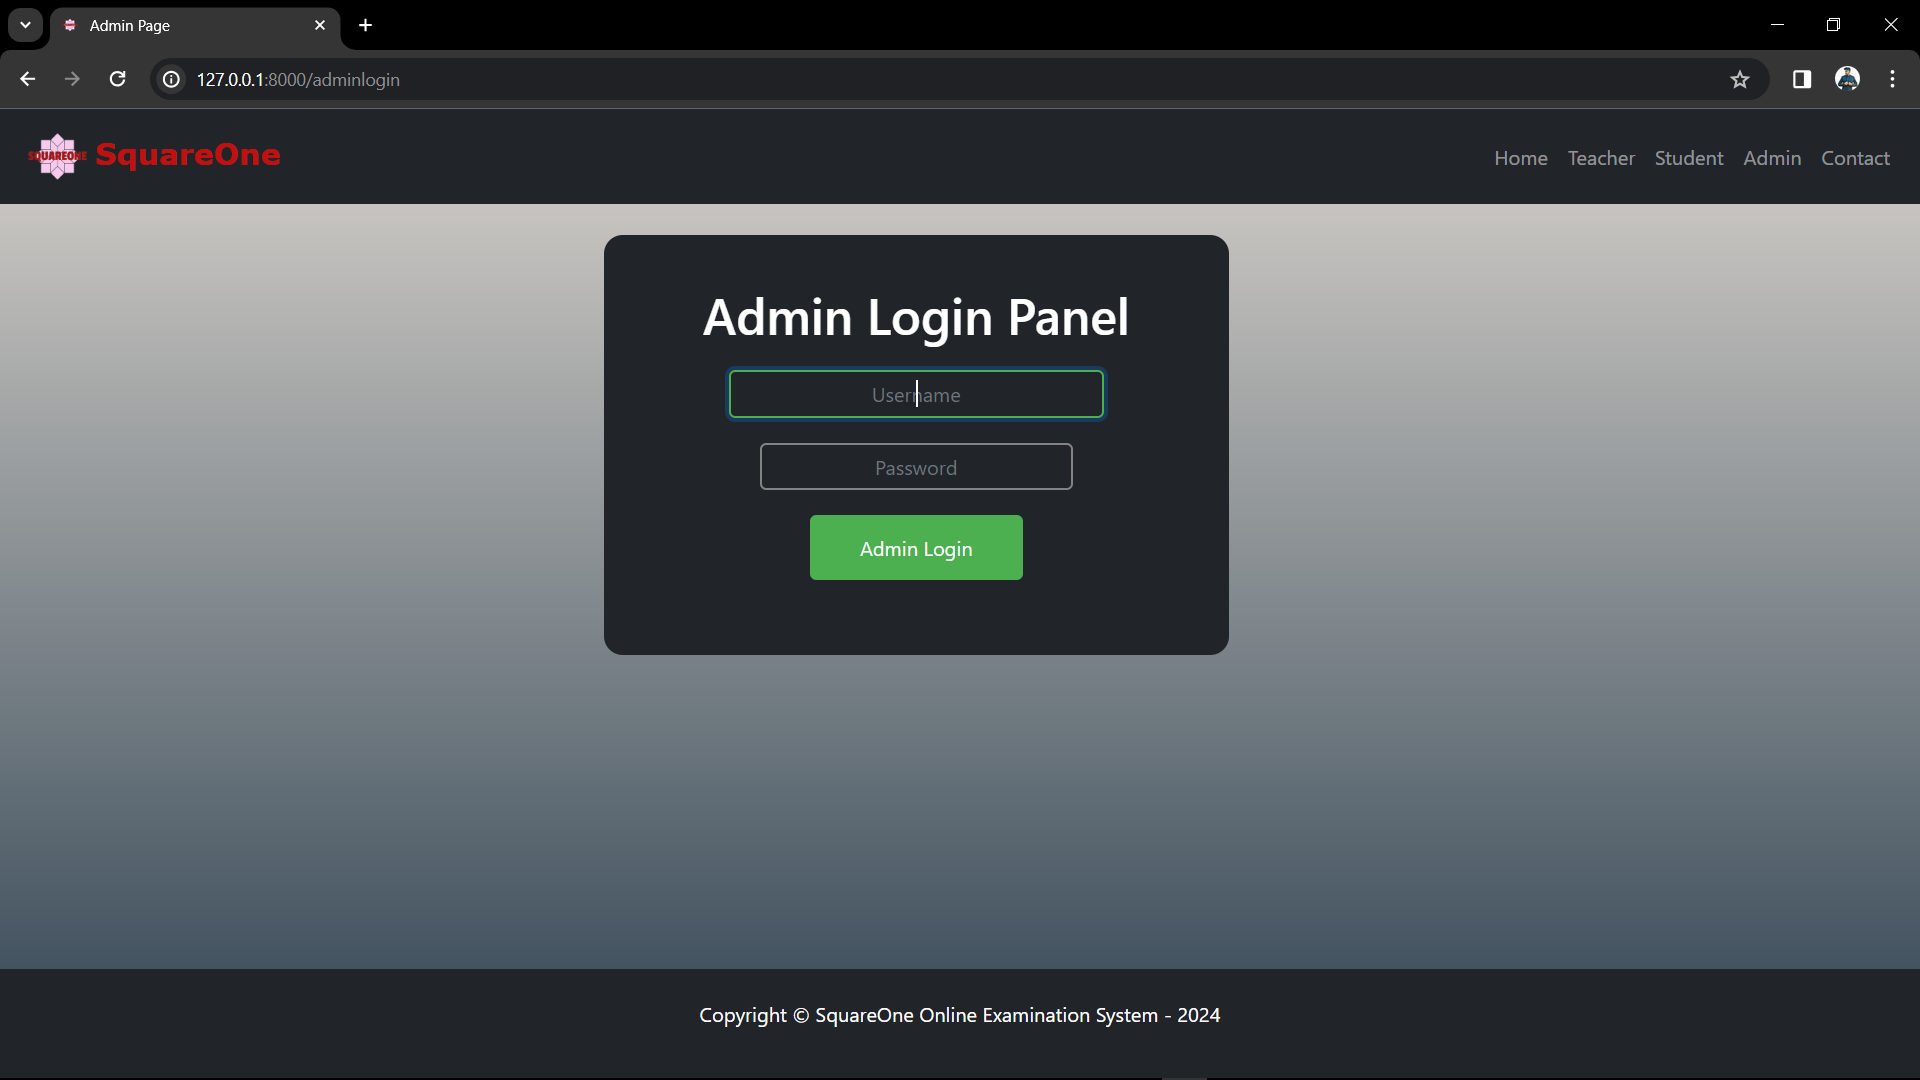 Admin Page
127.0.0.1:8000/adminlogin
SQUAREONE SquareOne
Home Teacher Student Admin Contact
Admin Login Panel
Username
Password
Admin Login
Copyright © SquareOne Online Examination System - 2024